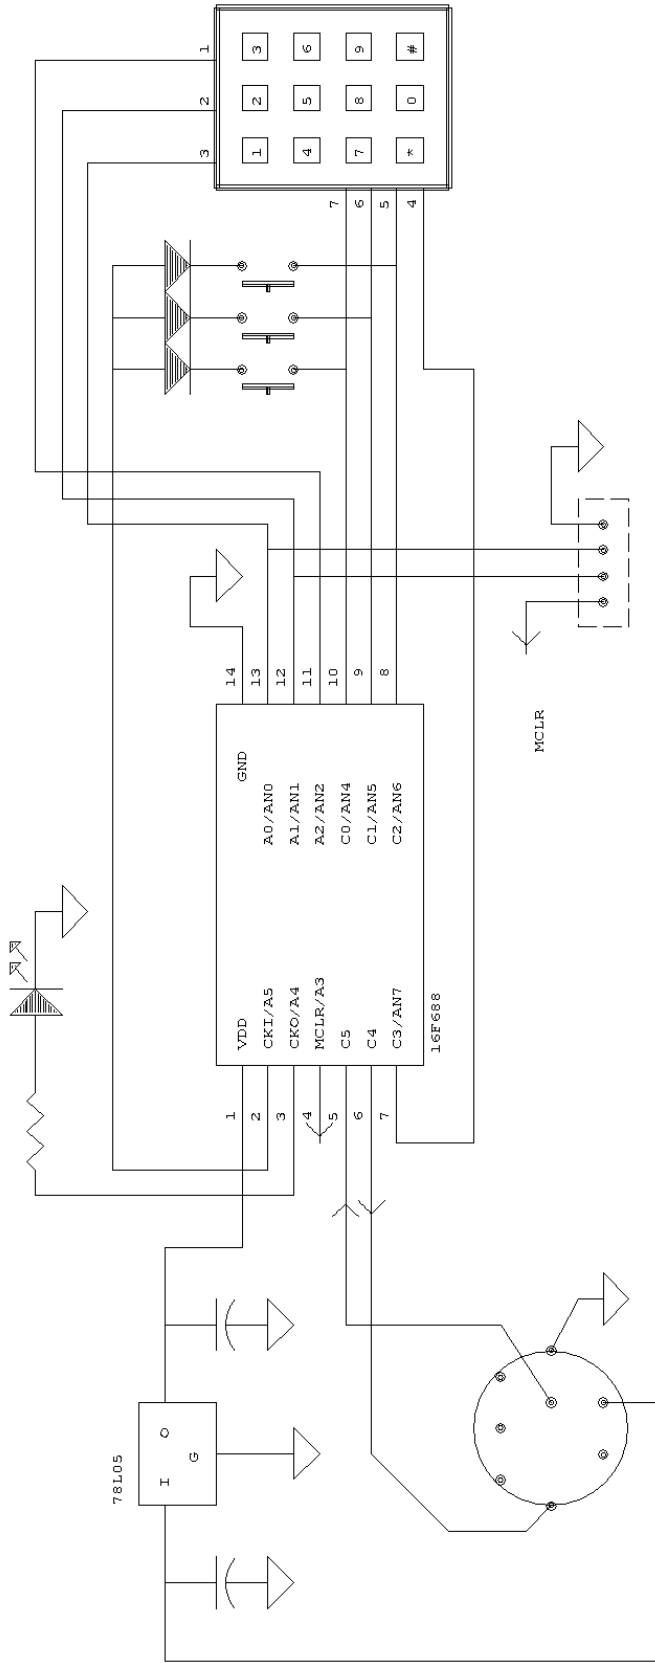 1
2
3
3
6
9
#
2
5
8
0
1
4
7
*
7
6
5
4
14
13
12
11
10
9
8
GND
A0/AN0
A1/AN1
A2/AN2
C0/AN4
C1/AN5
C2/AN6
MCLR
VDD
CKI/A5
CKO/A4
MCLR/A3
C5
C4
C3/AN7
16F688
1
2
3
4
5
6
7
78L05
I
O
G